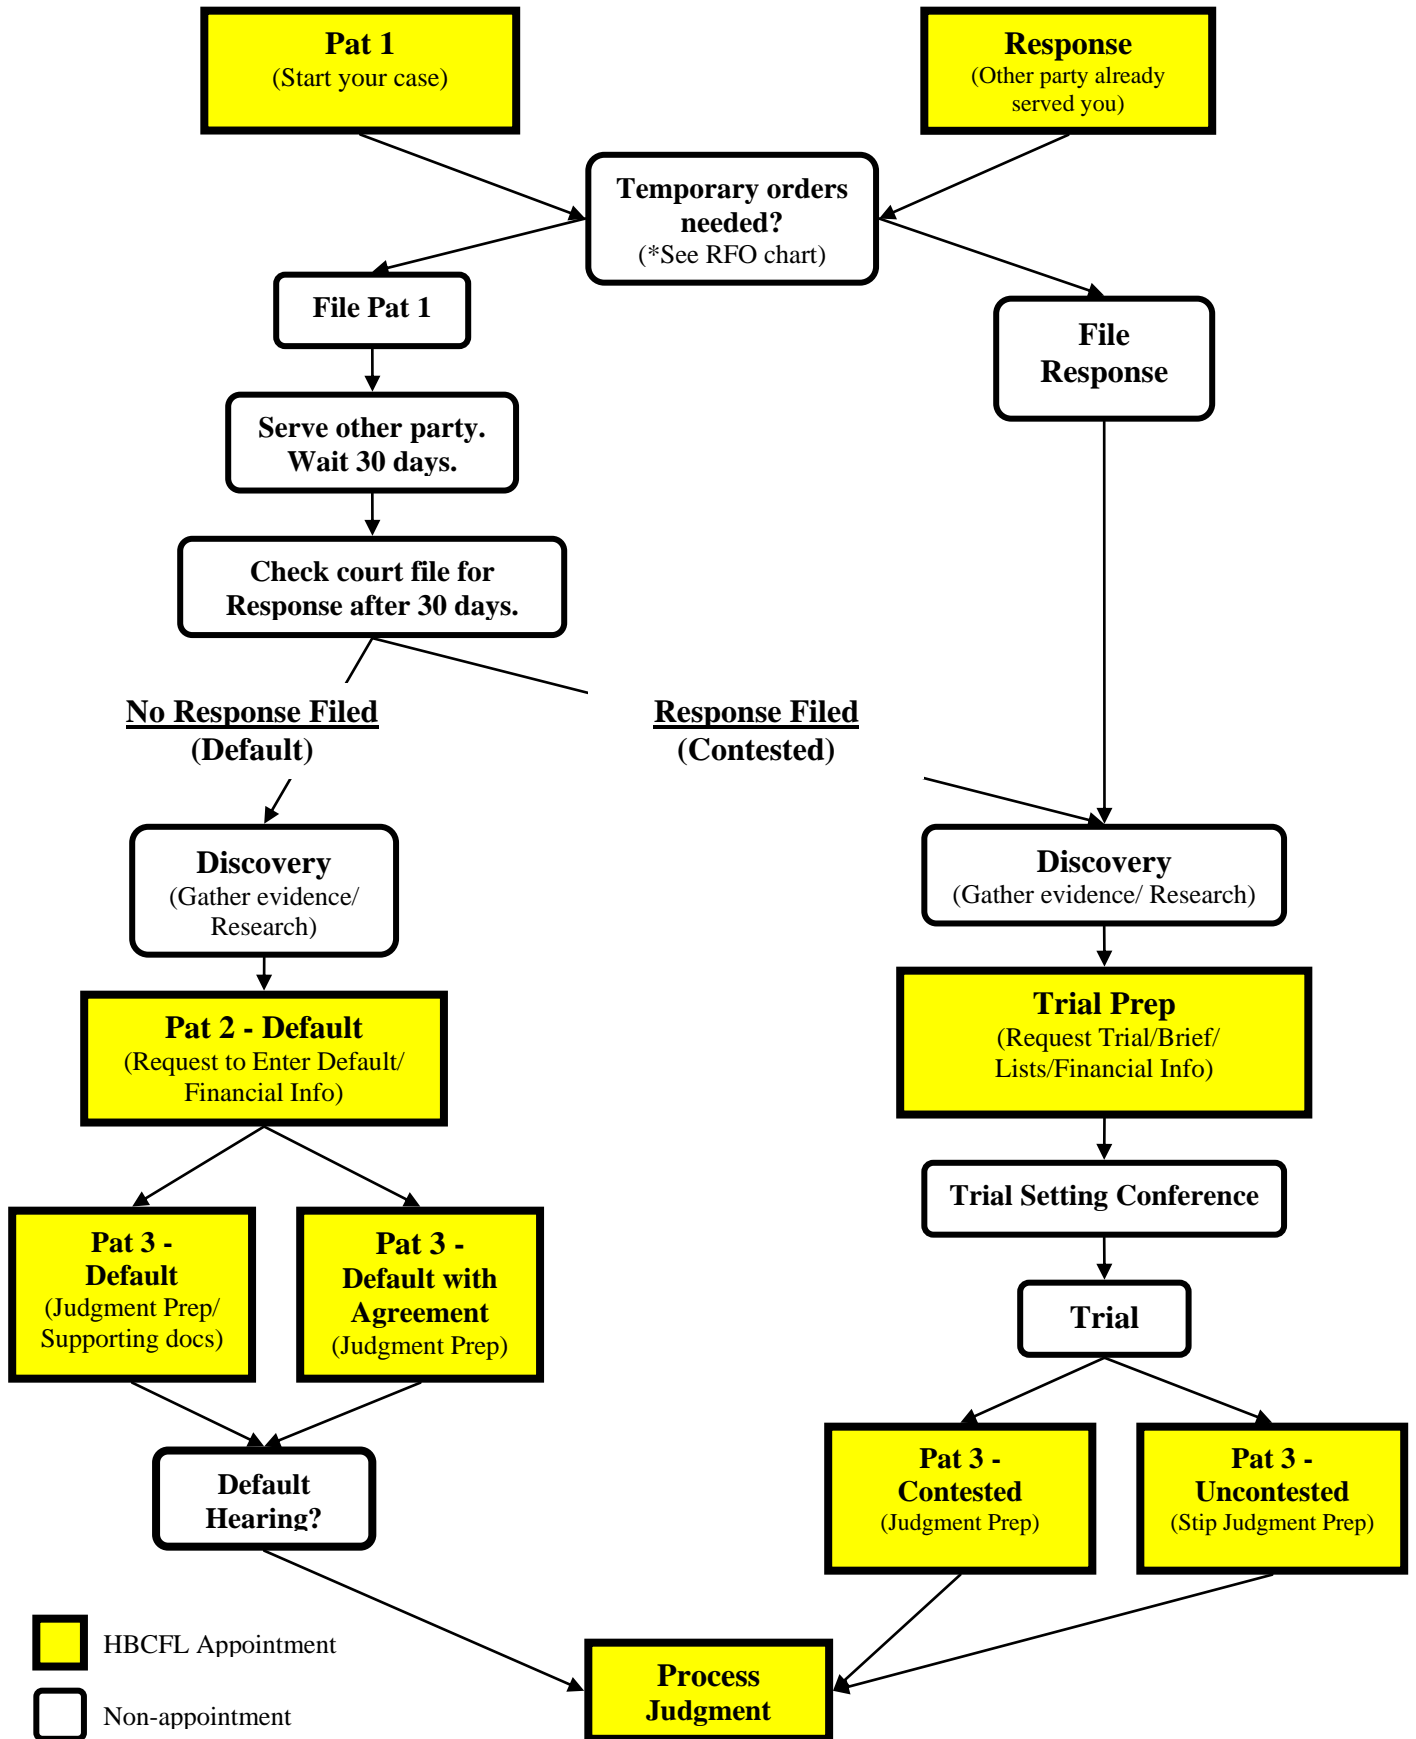 Pat 1
(Start your case)
Response
(Other party already
served you)
Temporary orders
needed?
(*See RFO chart)
File Pat 1
File
Response
Serve other party.
Wait 30 days.
Check court file for
Response after 30 days.
No Response Filed
(Default)
Response Filed
(Contested)
Discovery
(Gather evidence/
Research)
Discovery
(Gather evidence/ Research)
Pat 2 - Default
(Request to Enter Default/
Financial Info)
Trial Prep
(Request Trial/Brief/
Lists/Financial Info)
Trial Setting Conference
Pat 3 -
Default
(Judgment Prep/
Supporting docs)
Pat 3 -
Default with
Agreement
(Judgment Prep)
Trial
Default
Hearing?
Pat 3 -
Contested
(Judgment Prep)
Pat 3 -
Uncontested
(Stip Judgment Prep)
HBCFL Appointment
Non-appointment
Process
Judgment